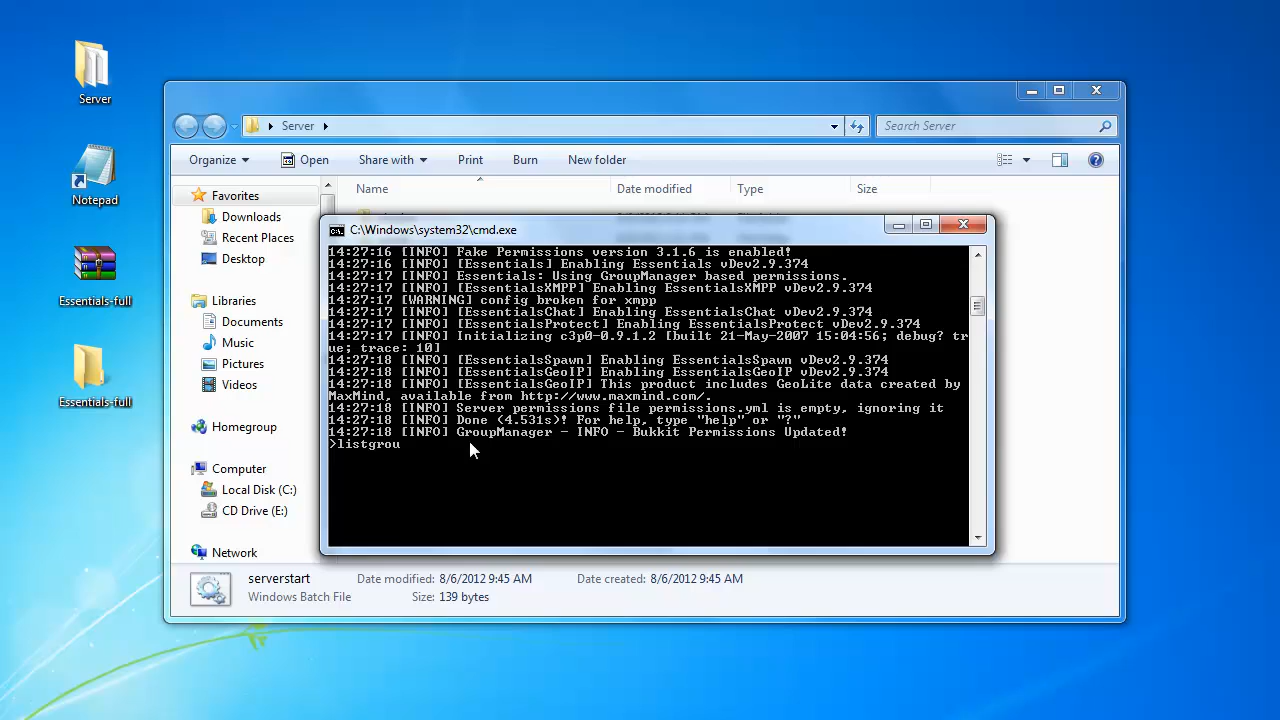 Server
Notepad
Essentials-full
Essentials-full
Server
Search Server
Organize
Open
Share with
Print
Burn
New folder
Name
Date modified
Type
Size
Favorites
Downloads
Recent Places
Desktop
Libraries
Documents
Music
Pictures
Videos
Homegroup
Computer
Local Disk (C:)
CD Drive (E:)
Network
C:\Windows\system32\cmd.exe
14:27:16 [INFO] Fake Permissions version 3.1.6 is enabled!
14:27:16 [INFO] [Essentials] Enabling Essentials vDev2.9.374
14:27:17 [INFO] Essentials: Using GroupManager based permissions.
14:27:17 [INFO] [EssentialsXMPP] Enabling EssentialsXMPP vDev2.9.374
14:27:17 [WARNING] config broken for xmpp
14:27:17 [INFO] [EssentialsChat] Enabling EssentialsChat vDev2.9.374
14:27:17 [INFO] [EssentialsProtect] Enabling EssentialsProtect vDev2.9.374
14:27:17 [INFO] Initializing c3p0-0.9.1.2 [built 21-May-2007 15:04:56; debug? tr
ue; trace: 10]
14:27:18 [INFO] [EssentialsSpawn] Enabling EssentialsSpawn vDev2.9.374
14:27:18 [INFO] [EssentialsGeoIP] Enabling EssentialsGeoIP vDev2.9.374
14:27:18 [INFO] [EssentialsGeoIP] This product includes GeoLite data created by
MaxMind, available from http://www.maxmind.com/.
14:27:18 [INFO] Server permissions file permissions.yml is empty, ignoring it
14:27:18 [INFO] Done (4.531s)! For help, type "help" or "?"
14:27:18 [INFO] GroupManager - INFO - Bukkit Permissions Updated!
>listgrou
serverstart
Date modified: 8/6/2012 9:45 AM
Date created: 8/6/2012 9:45 AM
Windows Batch File
Size: 139 bytes